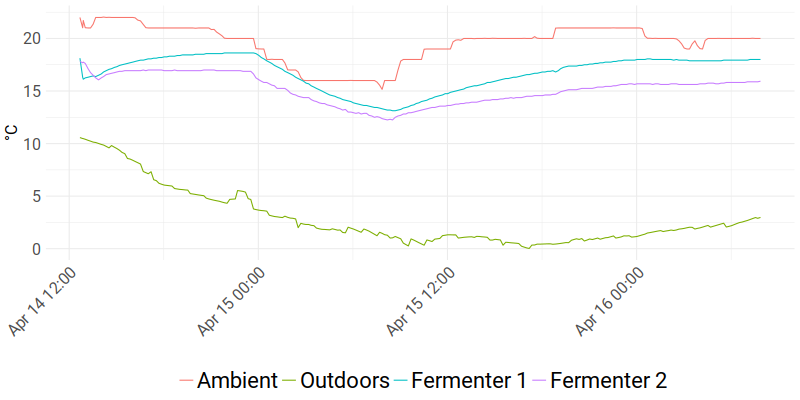 20
15
10
5
0
°C
Apr 14 12:00
Apr 15 00:00
Apr 15 12:00
Apr 16 00:00
Ambient Outdoors Fermenter 1 Fermenter 2